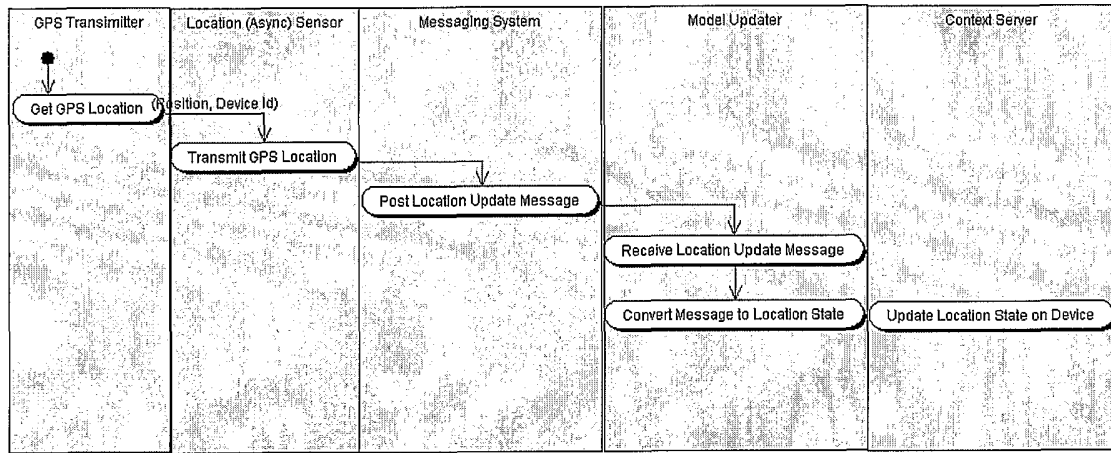 GPS Transimitter
Location (Async) Sensor
Messaging System
Model Updater
Context Server
Get GPS Location
(Position, Device Id)
Transmit GPS Location
Post Location Update Message
Receive Location Update Message
Convert Message to Location State
Update Location State on Device